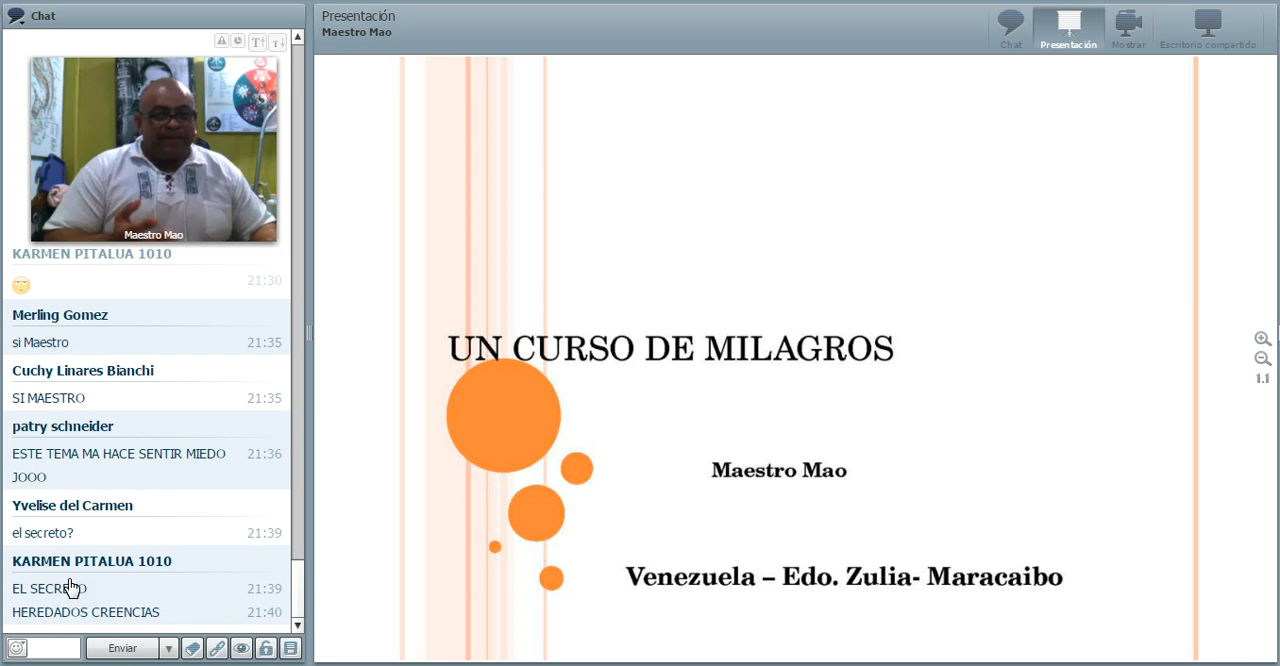 Chat
Maestro Mao
KARMEN PITALUA 1010
21:30
Merling Gomez
si Maestro 21:35
Cuchy Linares Bianchi
SI MAESTRO 21:35
patry schneider
ESTE TEMA MA HACE SENTIR MIEDO 21:36
JOOO
Yvelise del Carmen
el secreto? 21:39
KARMEN PITALUA 1010
EL SECRETO 21:39
HEREDADOS CREENCIAS 21:40
Enviar
Presentación
Maestro Mao
Chat
Presentación
Mostrar
Escritorio compartido
UN CURSO DE MILAGROS
Maestro Mao
Venezuela – Edo. Zulia- Maracaibo
1.1